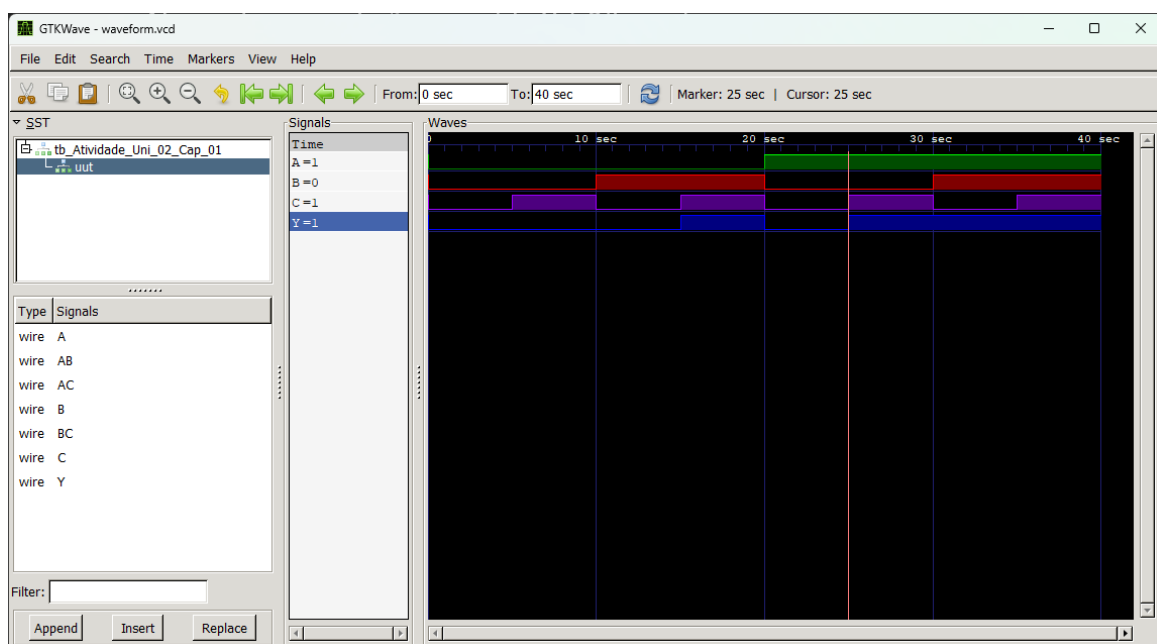 GTKWave - waveform.vcd
File Edit Search Time Markers View Help
From: 0 sec To: 40 sec Marker: 25 sec | Cursor: 25 sec
SST
tb_Atividade_Uni_02_Cap_01
uut
Type Signals
wire A
wire AB
wire AC
wire B
wire BC
wire C
wire Y
Filter:
Append Insert Replace
Signals
Time
A=1
B=0
C=1
Y=1
Waves
0 10 sec 20 sec 30 sec 40 sec